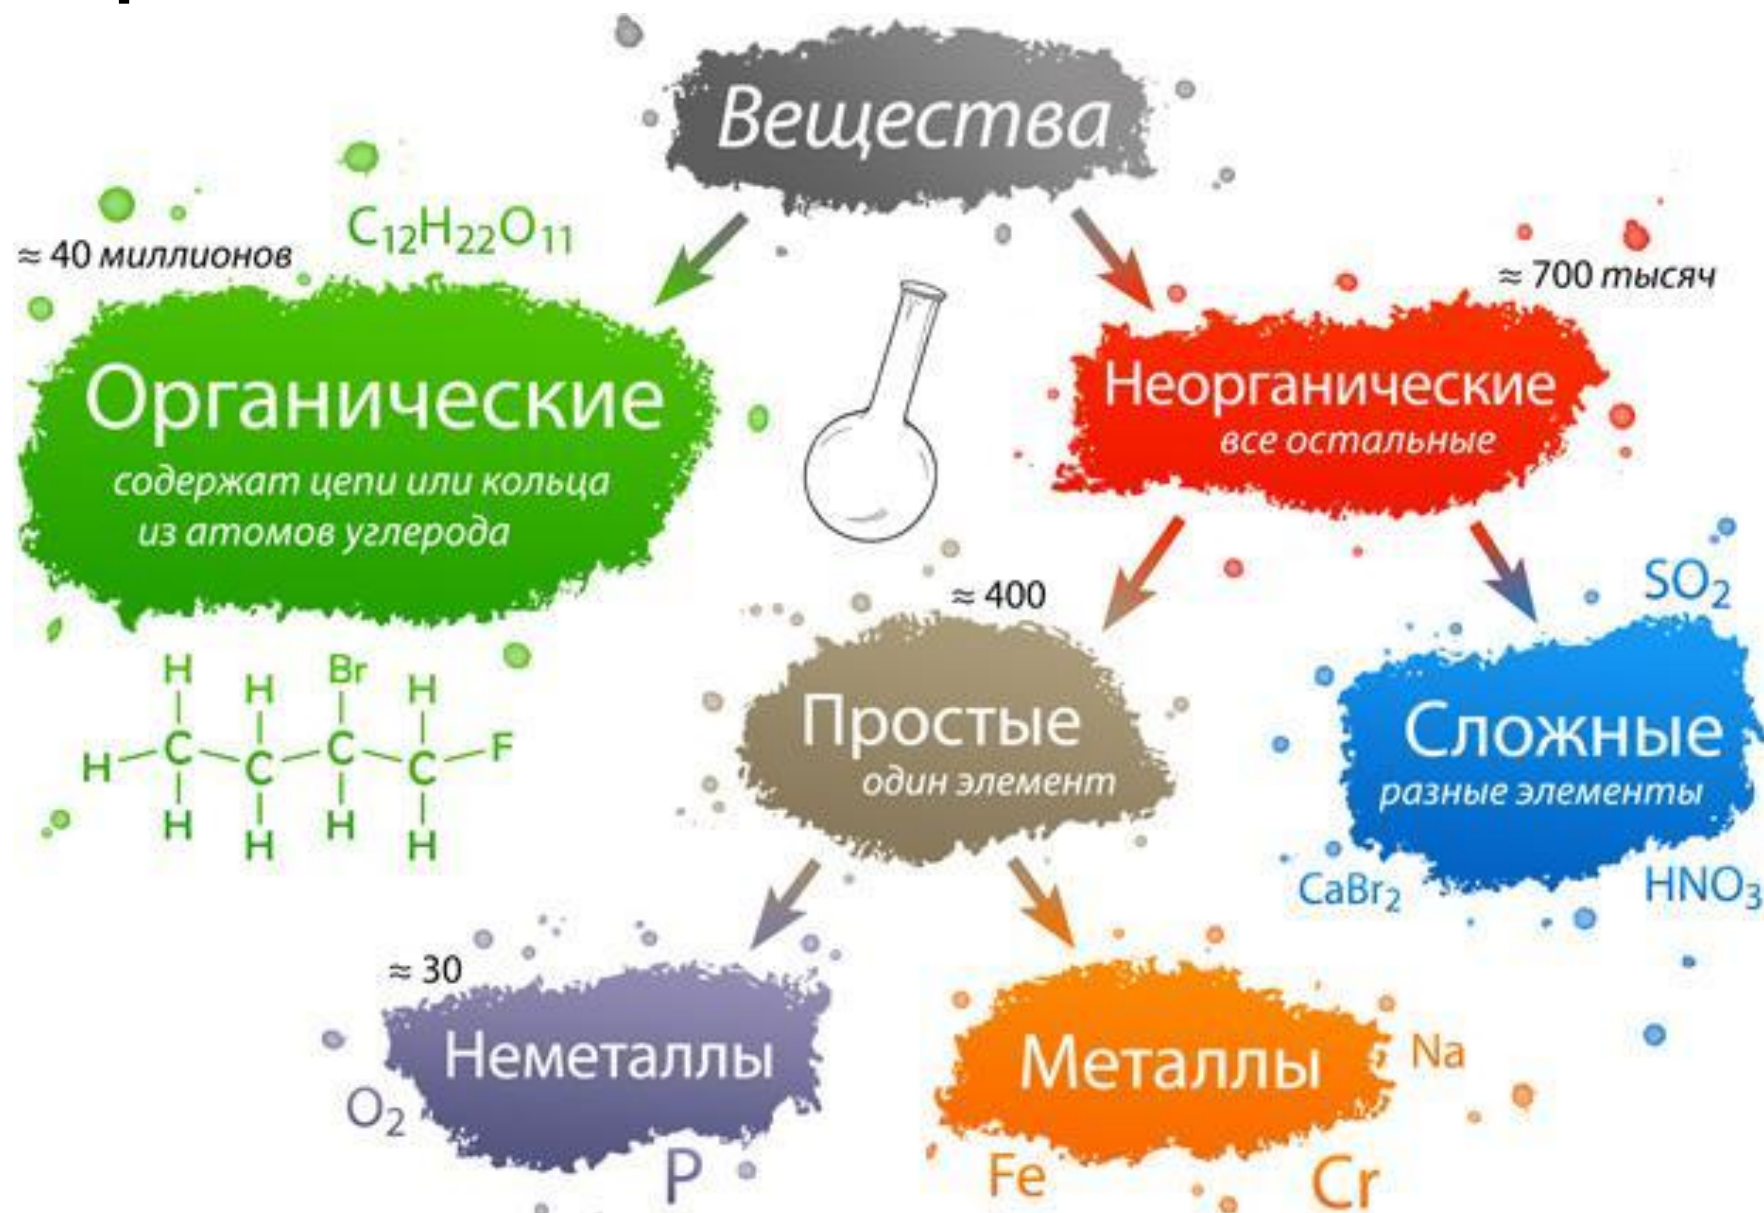 Вещества
≈ 40 миллионов
C₁₂H₂₂O₁₁
Органические
содержат цепи или кольца
из атомов углерода
H H Br H
H C C C C F
H H H H
≈ 700 тысяч
Неорганические
все остальные
≈ 400
Простые
один элемент
SO₂
Сложные
разные элементы
CaBr₂
HNO₃
≈ 30
Неметаллы
O₂
P
Металлы
Na
Fe
Cr